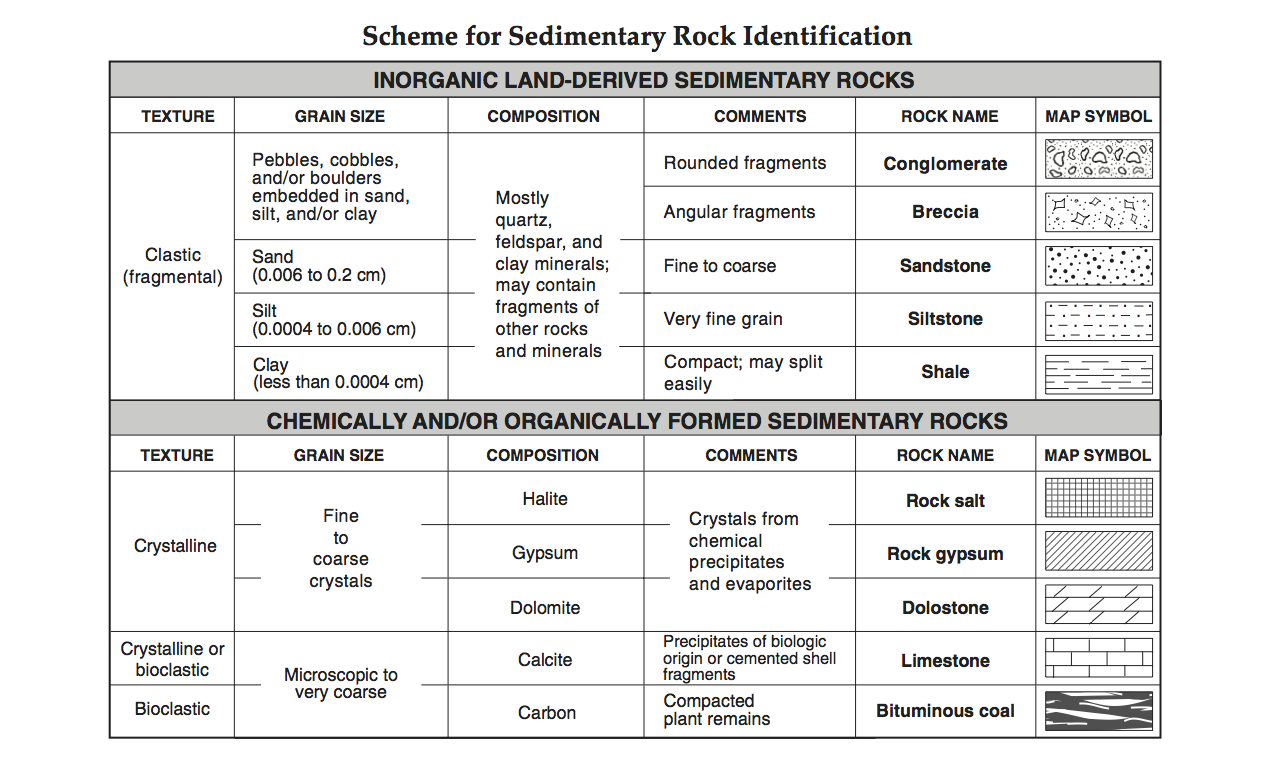 Scheme for Sedimentary Rock Identification
INORGANIC LAND-DERIVED SEDIMENTARY ROCKS
TEXTURE GRAIN SIZE COMPOSITION COMMENTS ROCK NAME MAP SYMBOL
Clastic
(fragmental)
Pebbles, cobbles,
and/or boulders
embedded in sand,
silt, and/or clay
Mostly
quartz,
feldspar, and
clay minerals;
may contain
fragments of
other rocks
and minerals
Rounded fragments
Conglomerate
Angular fragments
Breccia
Sand
(0.006 to 0.2 cm)
Fine to coarse
Sandstone
Silt
(0.0004 to 0.006 cm)
Very fine grain
Siltstone
Clay
(less than 0.0004 cm)
Compact; may split
easily
Shale
CHEMICALLY AND/OR ORGANICALLY FORMED SEDIMENTARY ROCKS
TEXTURE GRAIN SIZE COMPOSITION COMMENTS ROCK NAME MAP SYMBOL
Crystalline
Fine
to
coarse
crystals
Halite
Crystals from
chemical
precipitates
and evaporites
Rock salt
Gypsum
Rock gypsum
Dolomite
Dolostone
Crystalline or
bioclastic
Microscopic to
very coarse
Calcite
Precipitates of biologic
origin or cemented shell
fragments
Limestone
Bioclastic
Carbon
Compacted
plant remains
Bituminous coal